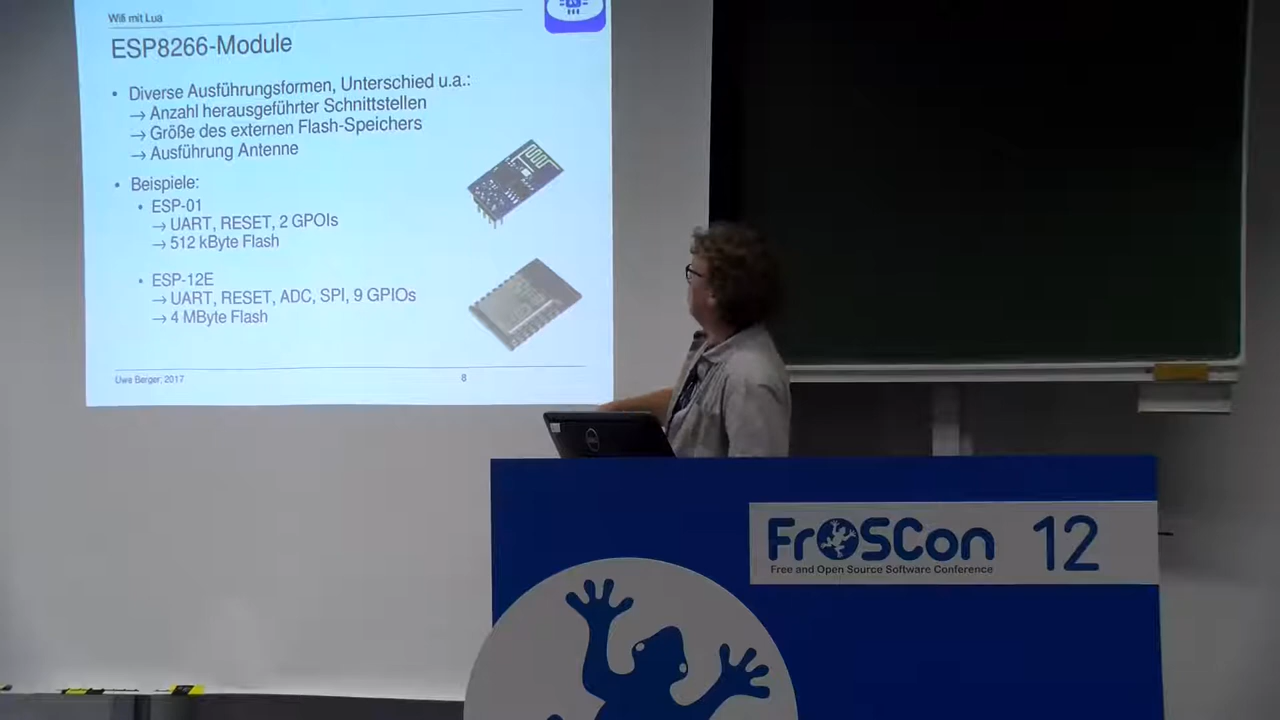 Wifi mit Lua
ESP8266-Module
• Diverse Ausführungsformen, Unterschied u.a.:
→ Anzahl herausgeführter Schnittstellen
→ Größe des externen Flash-Speichers
→ Ausführung Antenne
• Beispiele:
• ESP-01
→ UART, RESET, 2 GPOIs
→ 512 kByte Flash
• ESP-12E
→ UART, RESET, ADC, SPI, 9 GPIOs
→ 4 MByte Flash
Uwe Berger, 2017
8
DELL
FrOSCon 12
Free and Open Source Software Conference